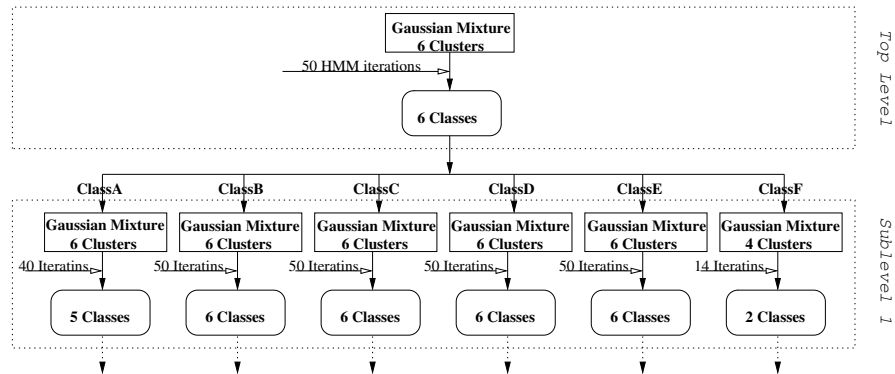 Gaussian Mixture
6 Clusters
50 HMM iterations
6 Classes
Top Level
ClassA
ClassB
ClassC
ClassD
ClassE
ClassF
Gaussian Mixture
6 Clusters
Gaussian Mixture
6 Clusters
Gaussian Mixture
6 Clusters
Gaussian Mixture
6 Clusters
Gaussian Mixture
6 Clusters
Gaussian Mixture
4 Clusters
40 Iteratins
50 Iteratins
50 Iteratins
50 Iteratins
50 Iteratins
14 Iteratins
5 Classes
6 Classes
6 Classes
6 Classes
6 Classes
2 Classes
Sublevel 1